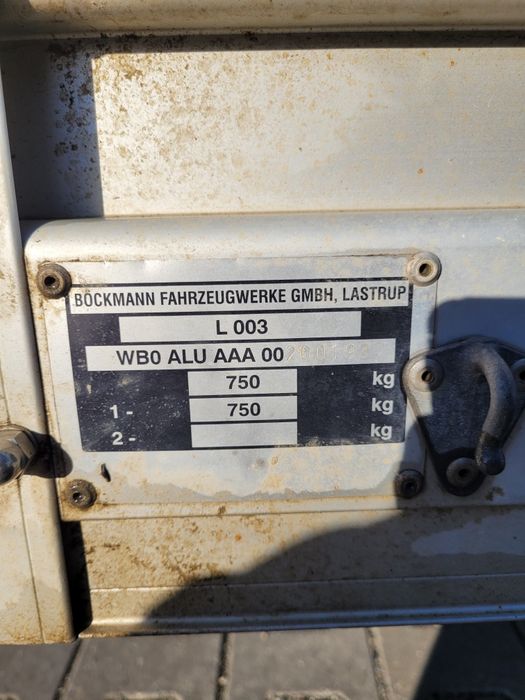 BÖCKMANN FAHRZEUGWERKE GMBH, LASTRUP
L 003
WB0 ALU AAA 00
750 kg
1- 750 kg
2- kg